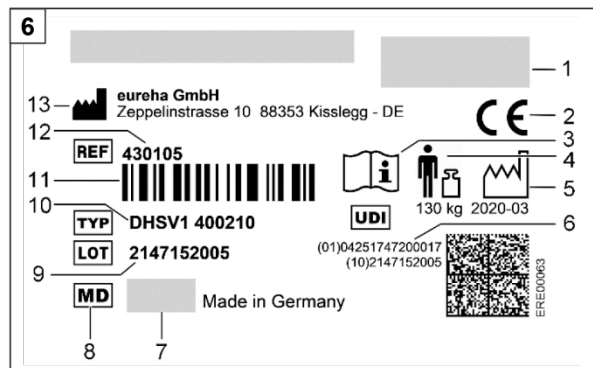 6
1
13
eureha GmbH
Zeppelinstrasse 10 88353 Kisslegg - DE
CE
2
12
3
REF 430105
4
11
i
130 kg 2020-03
5
10
TYP DHSV1 400210
UDI
6
(01)04251747200017
(10)2147152005
LOT 2147152005
9
ERE00063
MD
Made in Germany
8
7